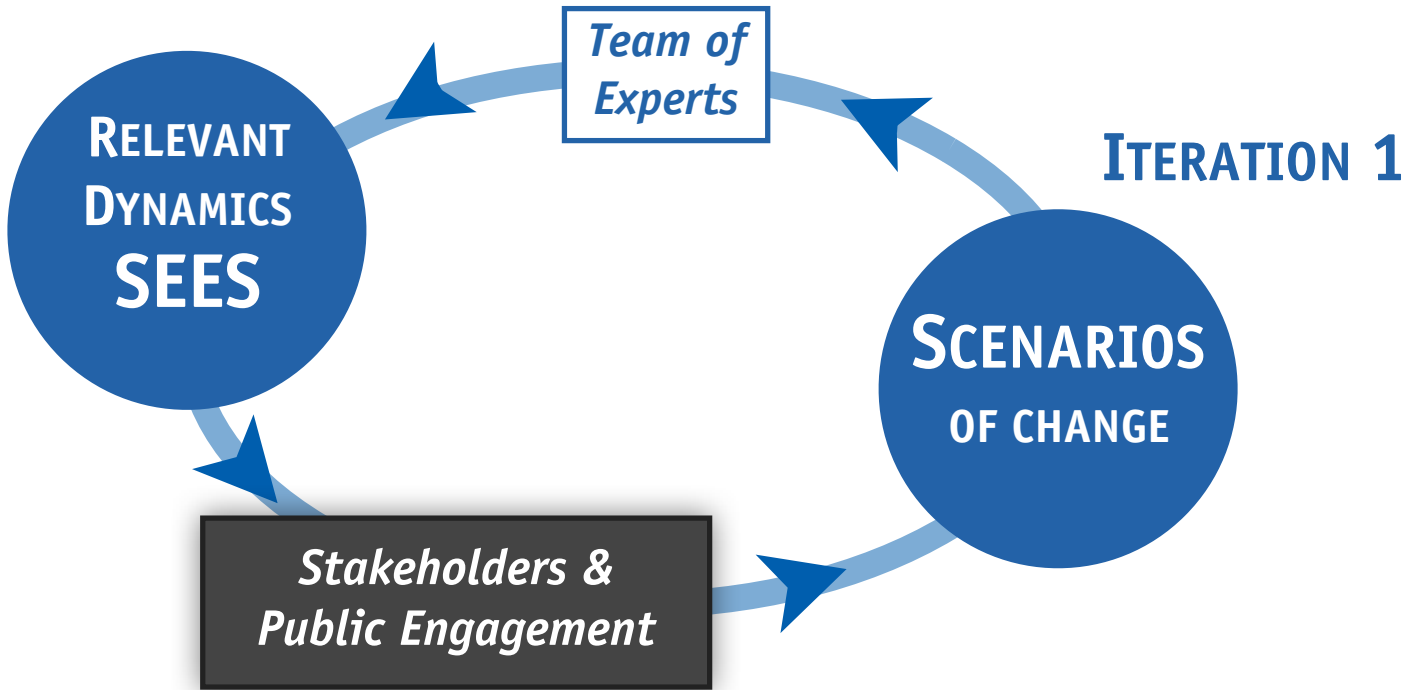 Team of
Experts
RELEVANT
DYNAMICS
SEES
ITERATION 1
SCENARIOS
OF CHANGE
Stakeholders &
Public Engagement